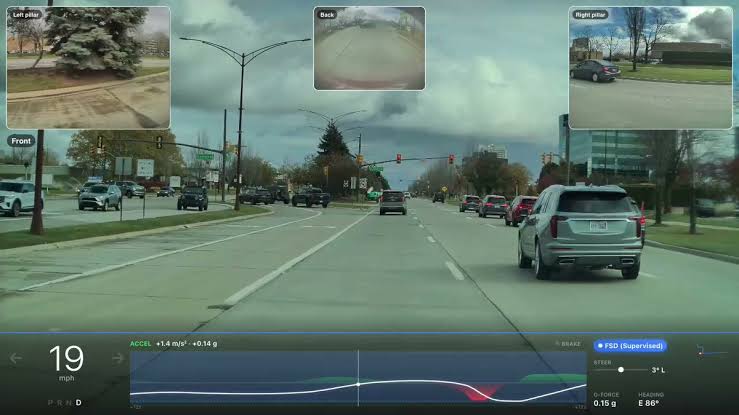 Left pillar
Back
Right pillar
Front
19
mph
P R N D
ACCEL +1.4 m/s² · +0.14 g
BRAKE
FSD (Supervised)
STEER
3° L
G-FORCE
0.15 g
HEADING
E 86°